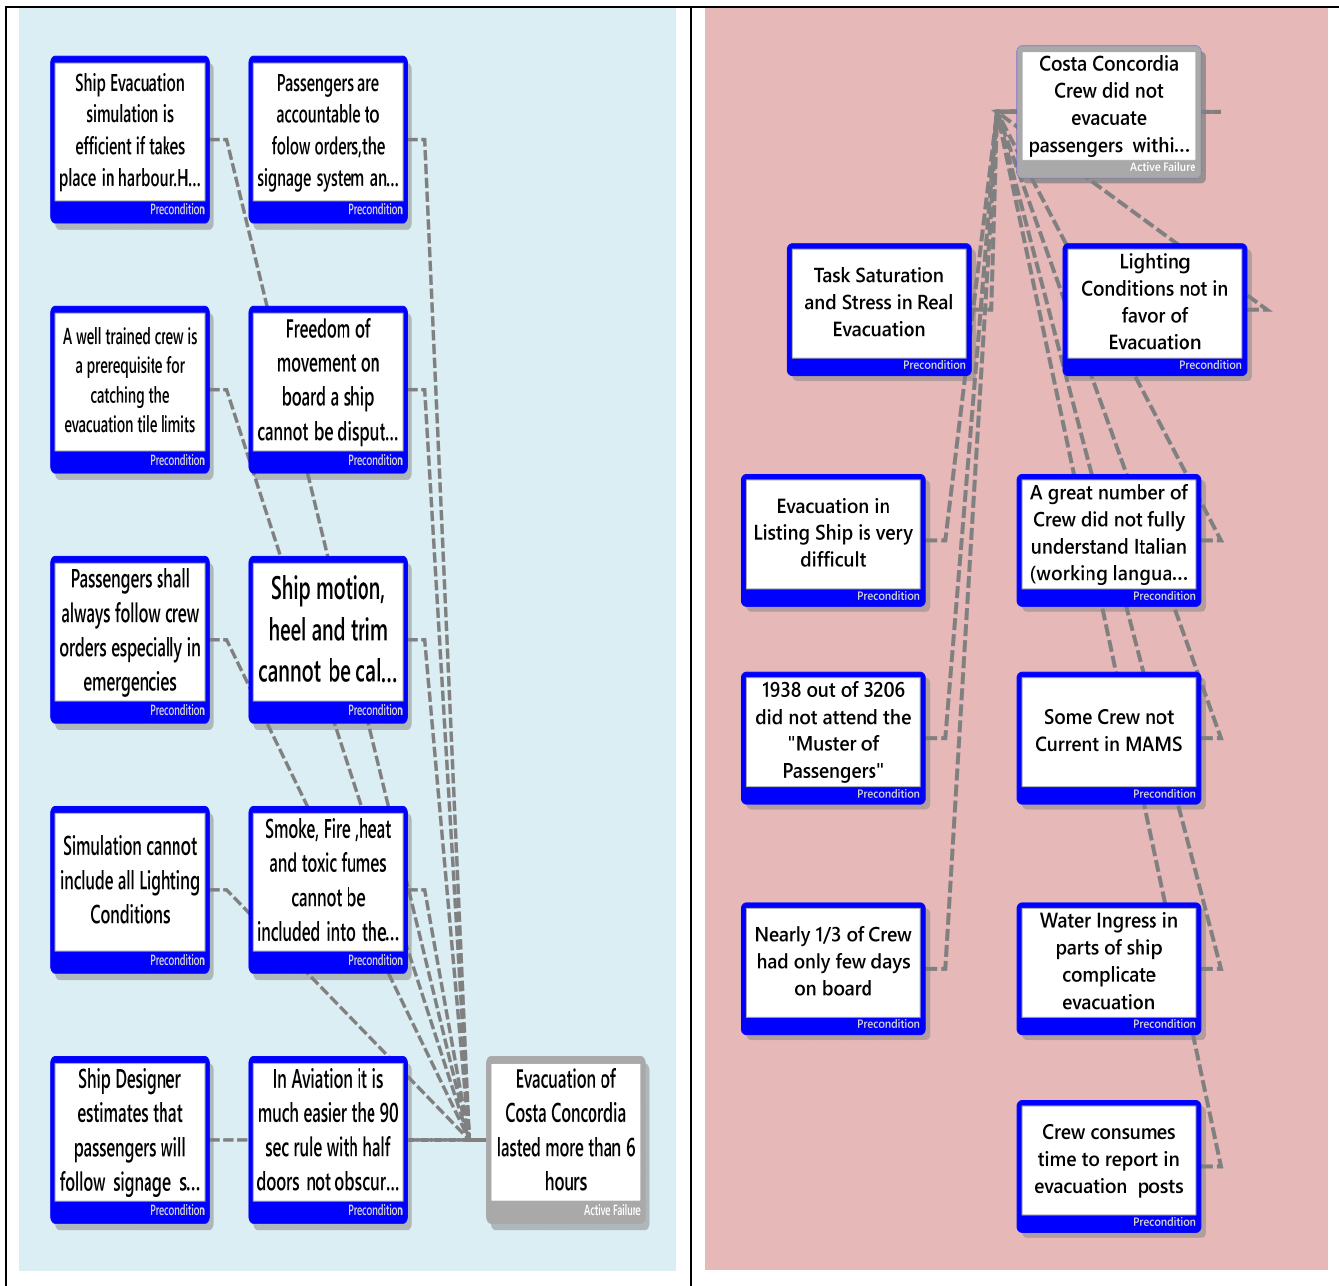 Ship Evacuation
simulation is
efficient if takes
place in harbour.H...
Precondition
Passengers are
accountable to
folow orders,the
signage system an...
Precondition
A well trained crew is
a prerequisite for
catching the
evacuation tile limits
Precondition
Freedom of
movement on
board a ship
cannot be disput...
Precondition
Passengers shall
always follow crew
orders especially in
emergencies
Precondition
Ship motion,
heel and trim
cannot be cal...
Precondition
Simulation cannot
include all Lighting
Conditions
Precondition
Smoke, Fire ,heat
and toxic fumes
cannot be
included into the...
Precondition
Ship Designer
estimates that
passengers will
follow signage s...
Precondition
In Aviation it is
much easier the 90
sec rule with half
doors not obscur...
Precondition
Evacuation of
Costa Concordia
lasted more than 6
hours
Active Failure
Costa Concordia
Crew did not
evacuate
passengers withi...
Active Failure
Task Saturation
and Stress in Real
Evacuation
Precondition
Lighting
Conditions not in
favor of
Evacuation
Precondition
Evacuation in
Listing Ship is very
difficult
Precondition
A great number of
Crew did not fully
understand Italian
(working langua...
Precondition
1938 out of 3206
did not attend the
"Muster of
Passengers"
Precondition
Some Crew not
Current in MAMS
Precondition
Nearly 1/3 of Crew
had only few days
on board
Precondition
Water Ingress in
parts of ship
complicate
evacuation
Precondition
Crew consumes
time to report in
evacuation posts
Precondition